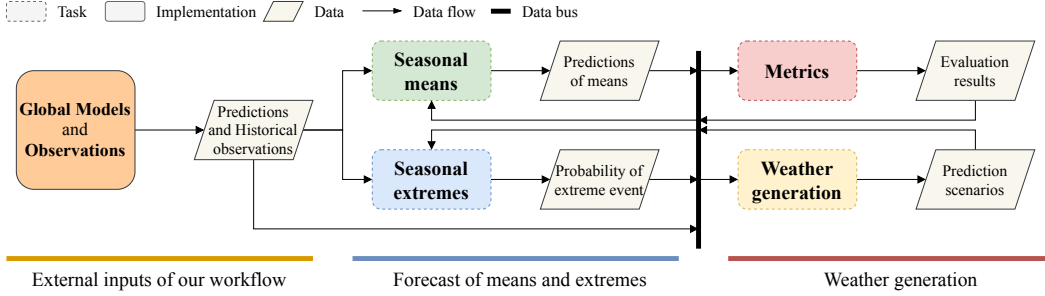 Task
Implementation
Data
Data flow
Data bus
Global Models
and
Observations
Predictions
and Historical
observations
Seasonal
means
Predictions
of means
Metrics
Evaluation
results
Seasonal
extremes
Probability of
extreme event
Weather
generation
Prediction
scenarios
External inputs of our workflow
Forecast of means and extremes
Weather generation